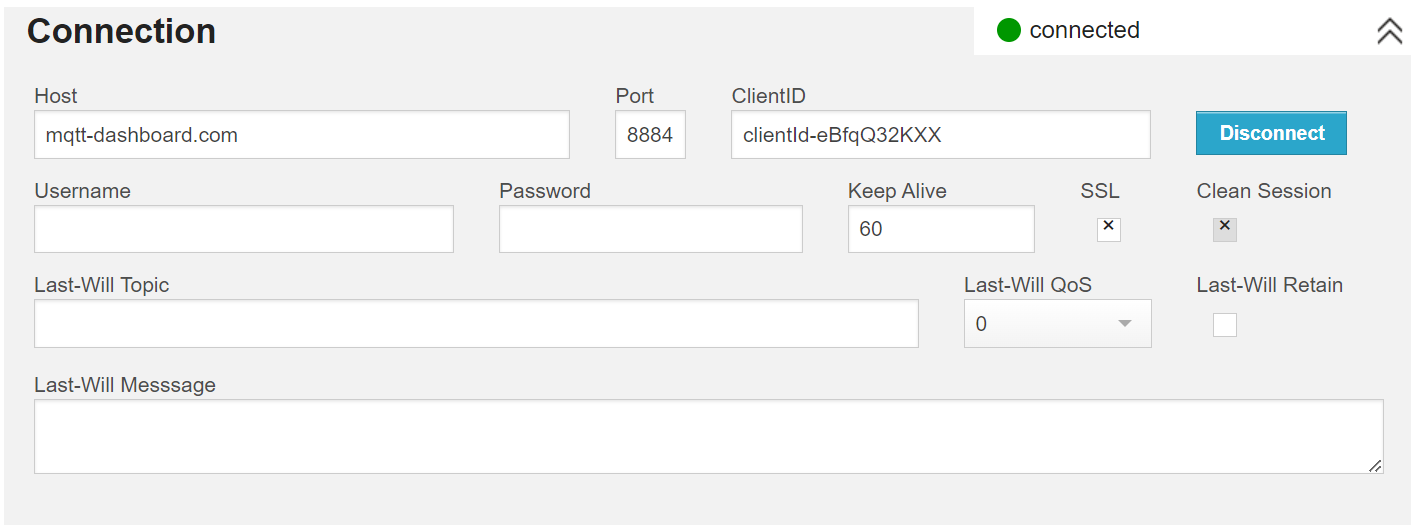 Connection
connected
Host Port ClientID
mqtt-dashboard.com 8884 clientId-eBfqQ32KXX Disconnect
Username Password Keep Alive SSL Clean Session
60
Last-Will Topic Last-Will QoS Last-Will Retain
0
Last-Will Messsage